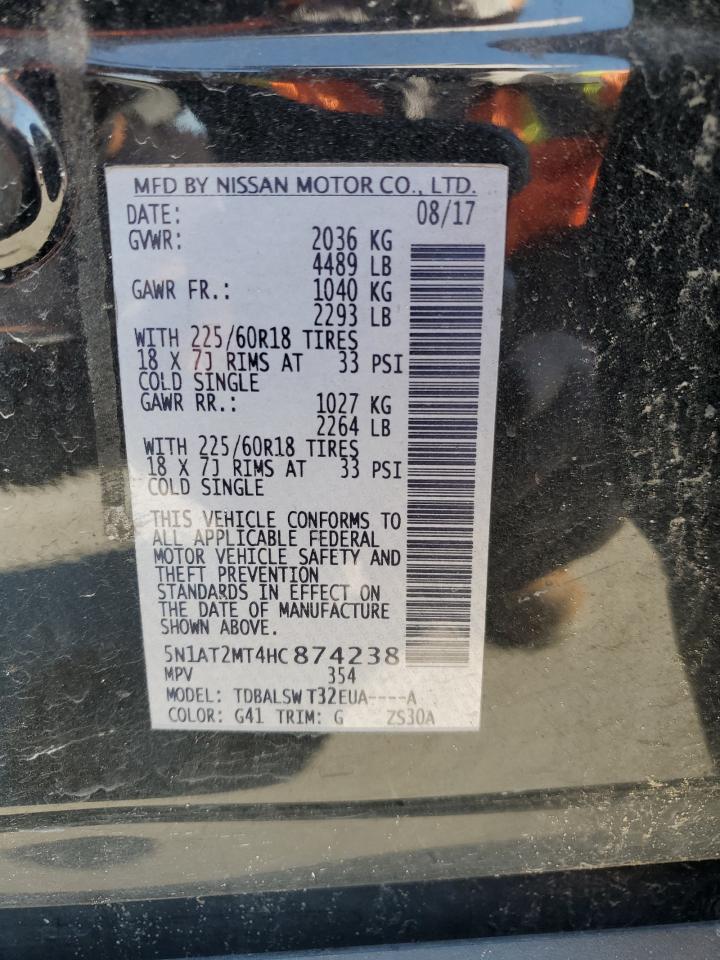 MFD BY NISSAN MOTOR CO., LTD.
DATE: 08/17
GVWR: 2036 KG
4489 LB
GAWR FR.: 1040 KG
2293 LB
WITH 225/60R18 TIRES
18 X 7J RIMS AT 33 PSI
COLD SINGLE
GAWR RR.: 1027 KG
2264 LB
WITH 225/60R18 TIRES
18 X 7J RIMS AT 33 PSI
COLD SINGLE
THIS VEHICLE CONFORMS TO
ALL APPLICABLE FEDERAL
MOTOR VEHICLE SAFETY AND
THEFT PREVENTION
STANDARDS IN EFFECT ON
THE DATE OF MANUFACTURE
SHOWN ABOVE.
5N1AT2MT4HC874238
MPV 354
MODEL: TDBALSW T32EUA----A
COLOR: G41 TRIM: G ZS30A